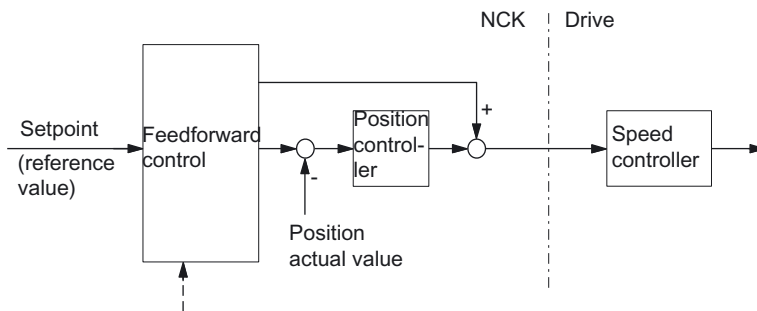 NCK
Drive
Setpoint
(reference
value)
Feedforward
control
+
-
Position
control-
ler
Position
actual value
Speed
controller